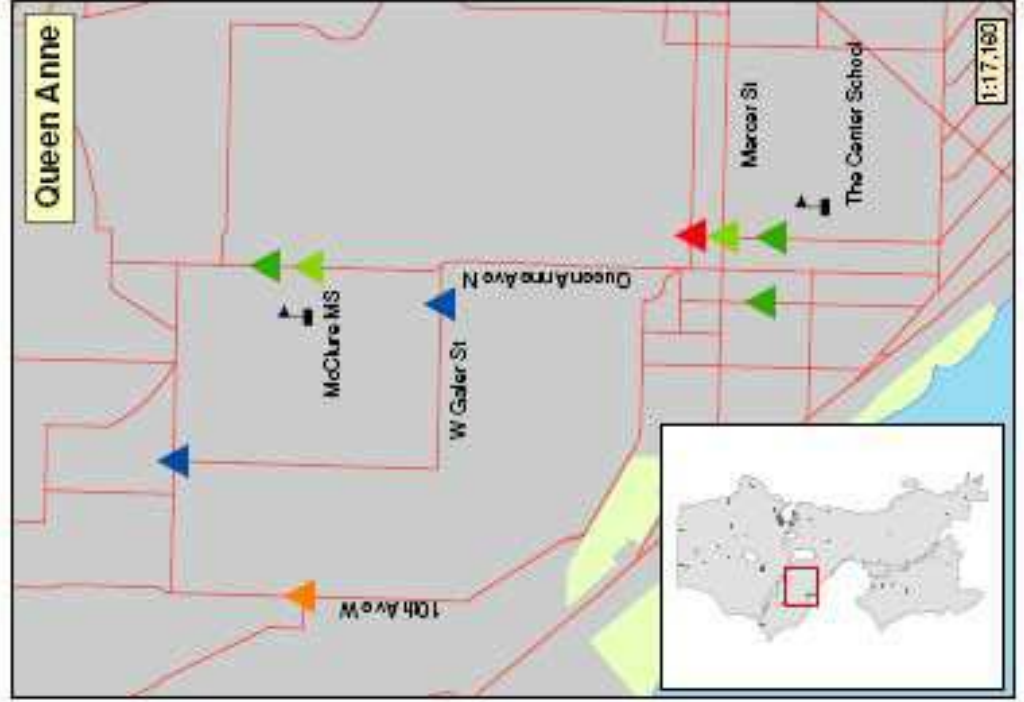 Queen Anne
1:17,160
Mercer St
The Center School
Queen Anne Ave N
McClure MS
W Galer St
10th Ave W